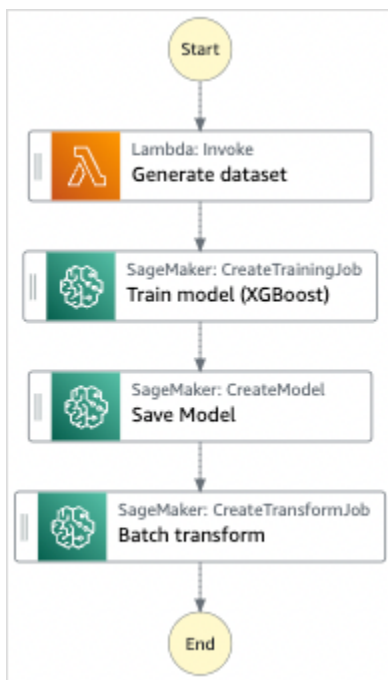 Start
Lambda: Invoke
Generate dataset
SageMaker: CreateTrainingJob
Train model (XGBoost)
SageMaker: CreateModel
Save Model
SageMaker: CreateTransformJob
Batch transform
End